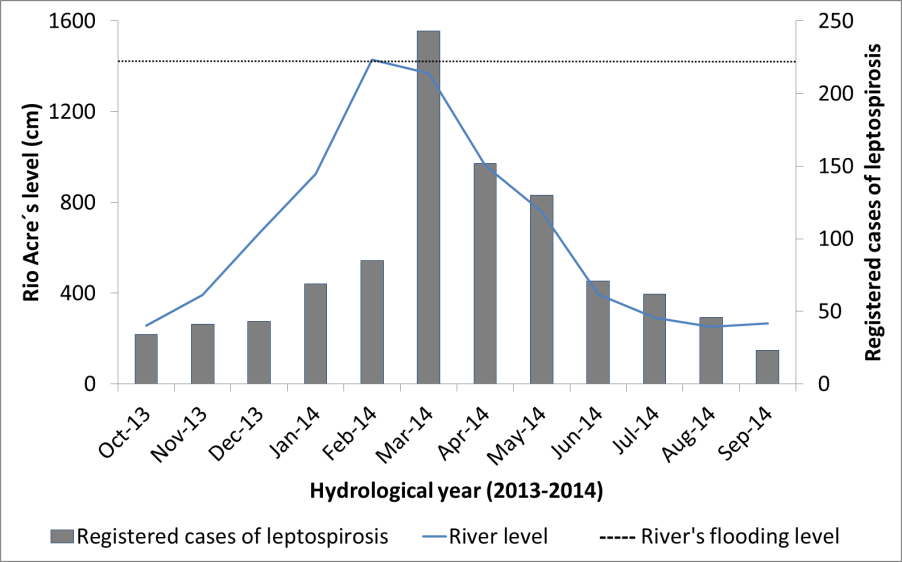 1600
1200
800
400
0
Rio Acre´s level (cm)
250
200
150
100
50
0
Registered cases of leptospirosis
Oct-13
Nov-13
Dec-13
Jan-14
Feb-14
Mar-14
Apr-14
May-14
Jun-14
Jul-14
Aug-14
Sep-14
Hydrological year (2013-2014)
Registered cases of leptospirosis
River level
River's flooding level